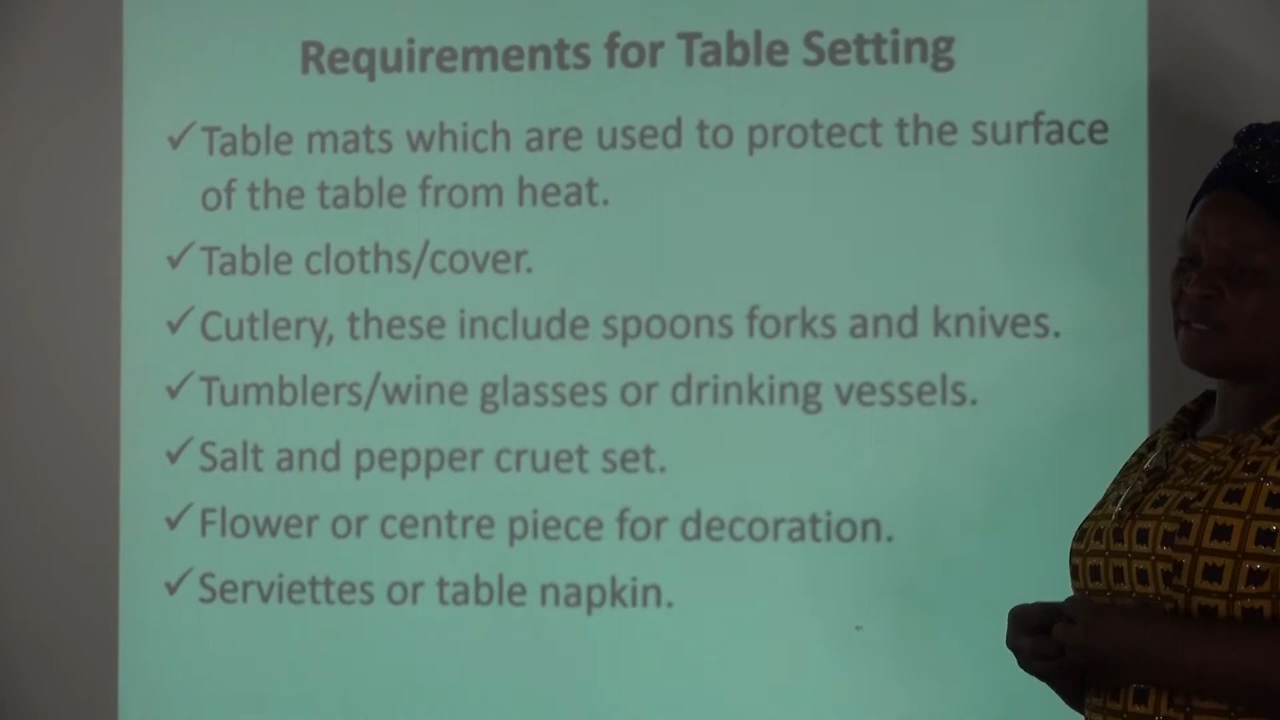 Requirements for Table Setting
✓Table mats which are used to protect the surface
of the table from heat.
✓Table cloths/cover.
✓Cutlery, these include spoons forks and knives.
✓Tumblers/wine glasses or drinking vessels.
✓Salt and pepper cruet set.
✓Flower or centre piece for decoration.
✓Serviettes or table napkin.